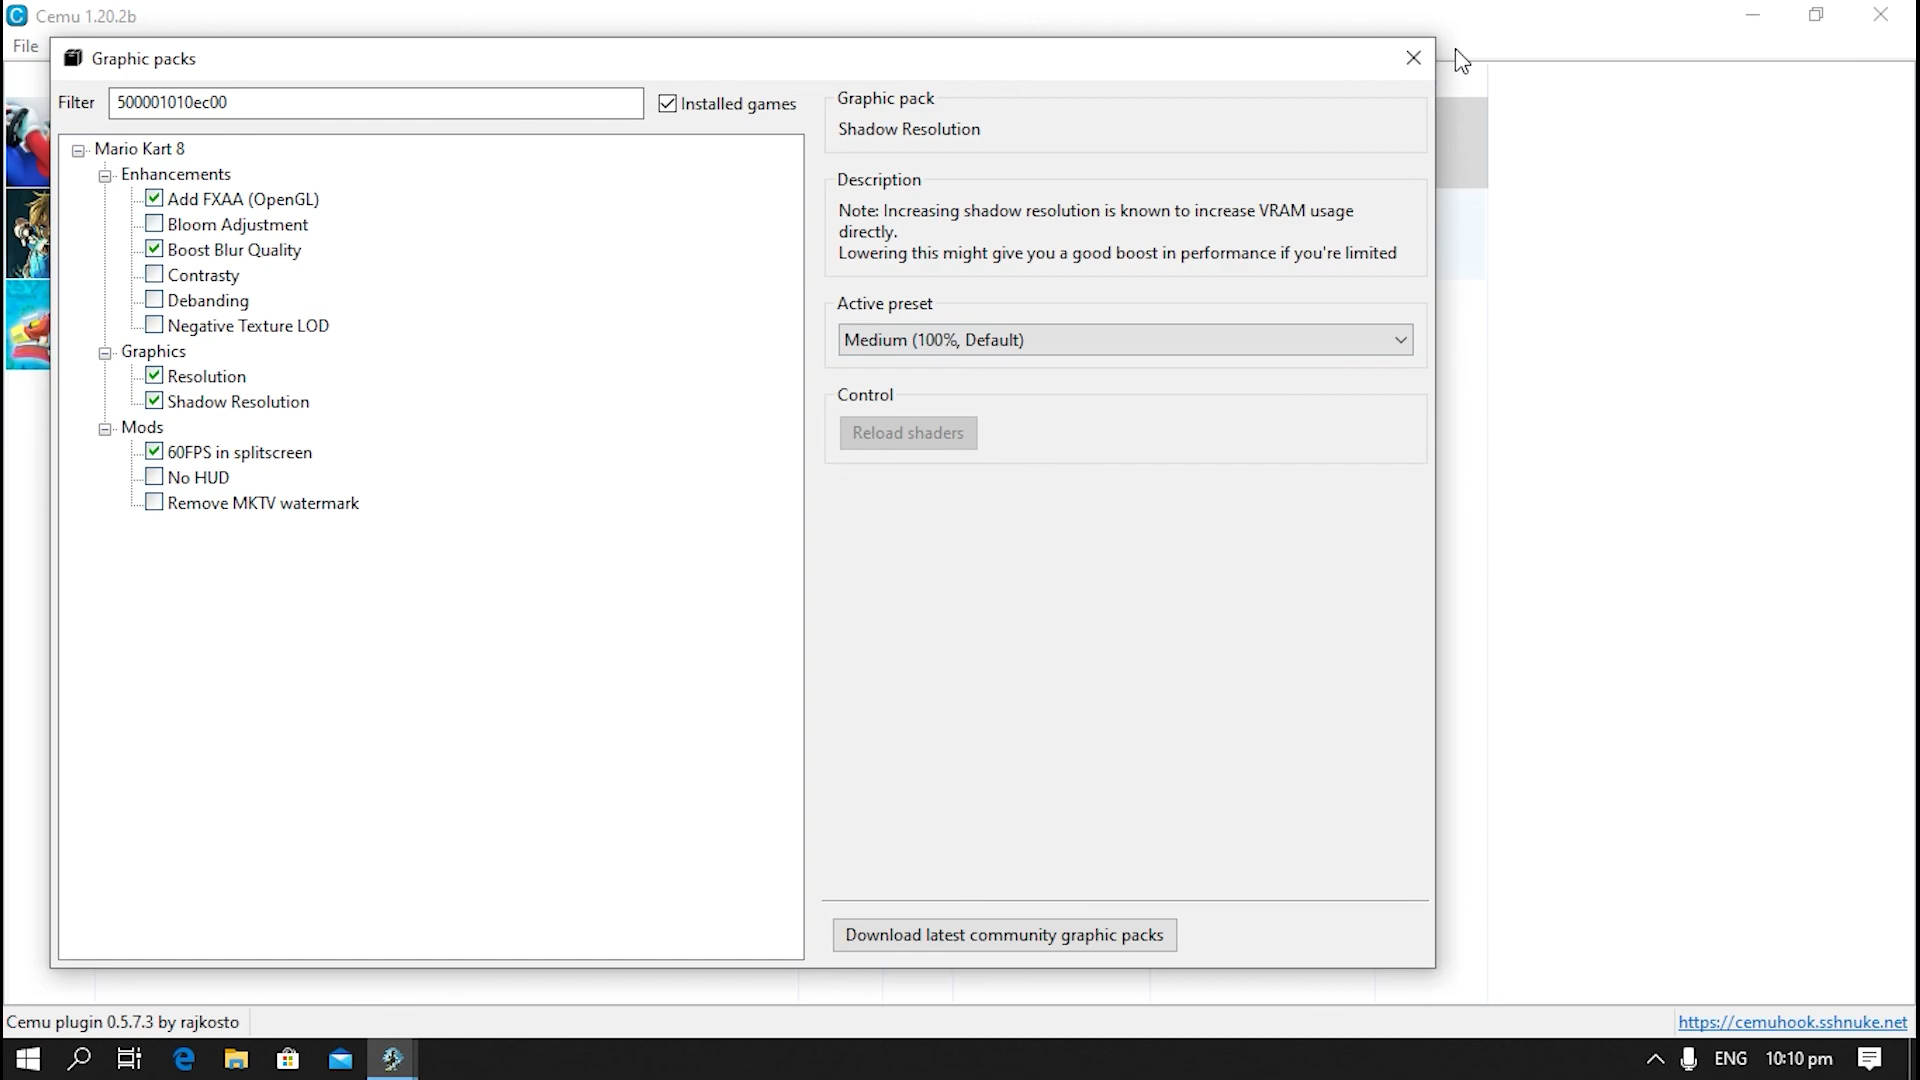 Cemu 1.20.2b
File
Graphic packs
Filter
500001010ec00
Installed games
Mario Kart 8
Enhancements
Add FXAA (OpenGL)
Bloom Adjustment
Boost Blur Quality
Contrasty
Debanding
Negative Texture LOD
Graphics
Resolution
Shadow Resolution
Mods
60FPS in splitscreen
No HUD
Remove MKTV watermark
Graphic pack
Shadow Resolution
Description
Note: Increasing shadow resolution is known to increase VRAM usage
directly.
Lowering this might give you a good boost in performance if you're limited
Active preset
Medium (100%, Default)
Control
Reload shaders
Download latest community graphic packs
Cemu plugin 0.5.7.3 by rajkosto
https://cemuhook.sshnuke.net
ENG
10:10 pm